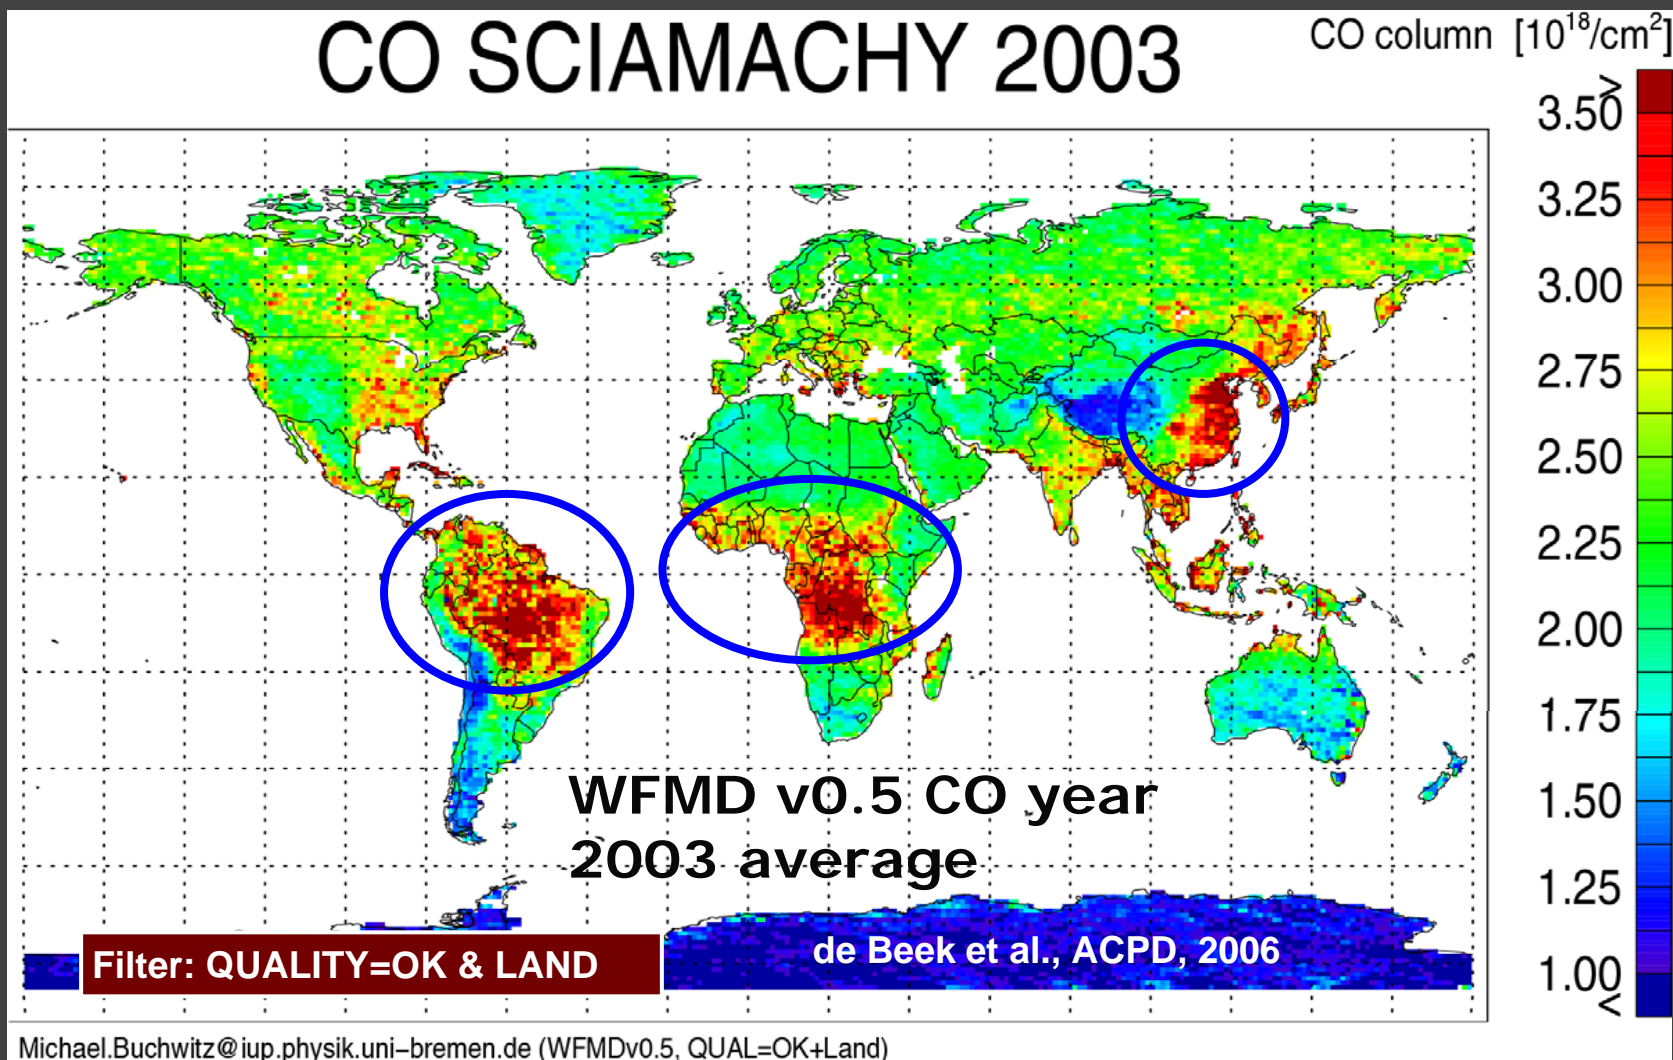 CO SCIAMACHY 2003
CO column [10¹⁸/cm²]
>
3.50
3.25
3.00
2.75
2.50
2.25
2.00
1.75
1.50
1.25
1.00
<
WFMD v0.5 CO year
2003 average
Filter: QUALITY=OK & LAND
de Beek et al., ACPD, 2006
Michael.Buchwitz@iup.physik.uni–bremen.de (WFMDv0.5, QUAL=OK+Land)